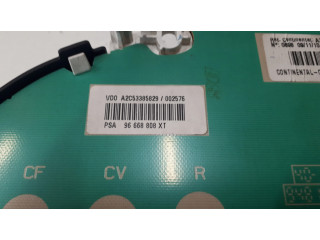 VDO A2C53385829 / 002576
PSA 96 668 808 XT
CONTINENTAL-
CF CV R